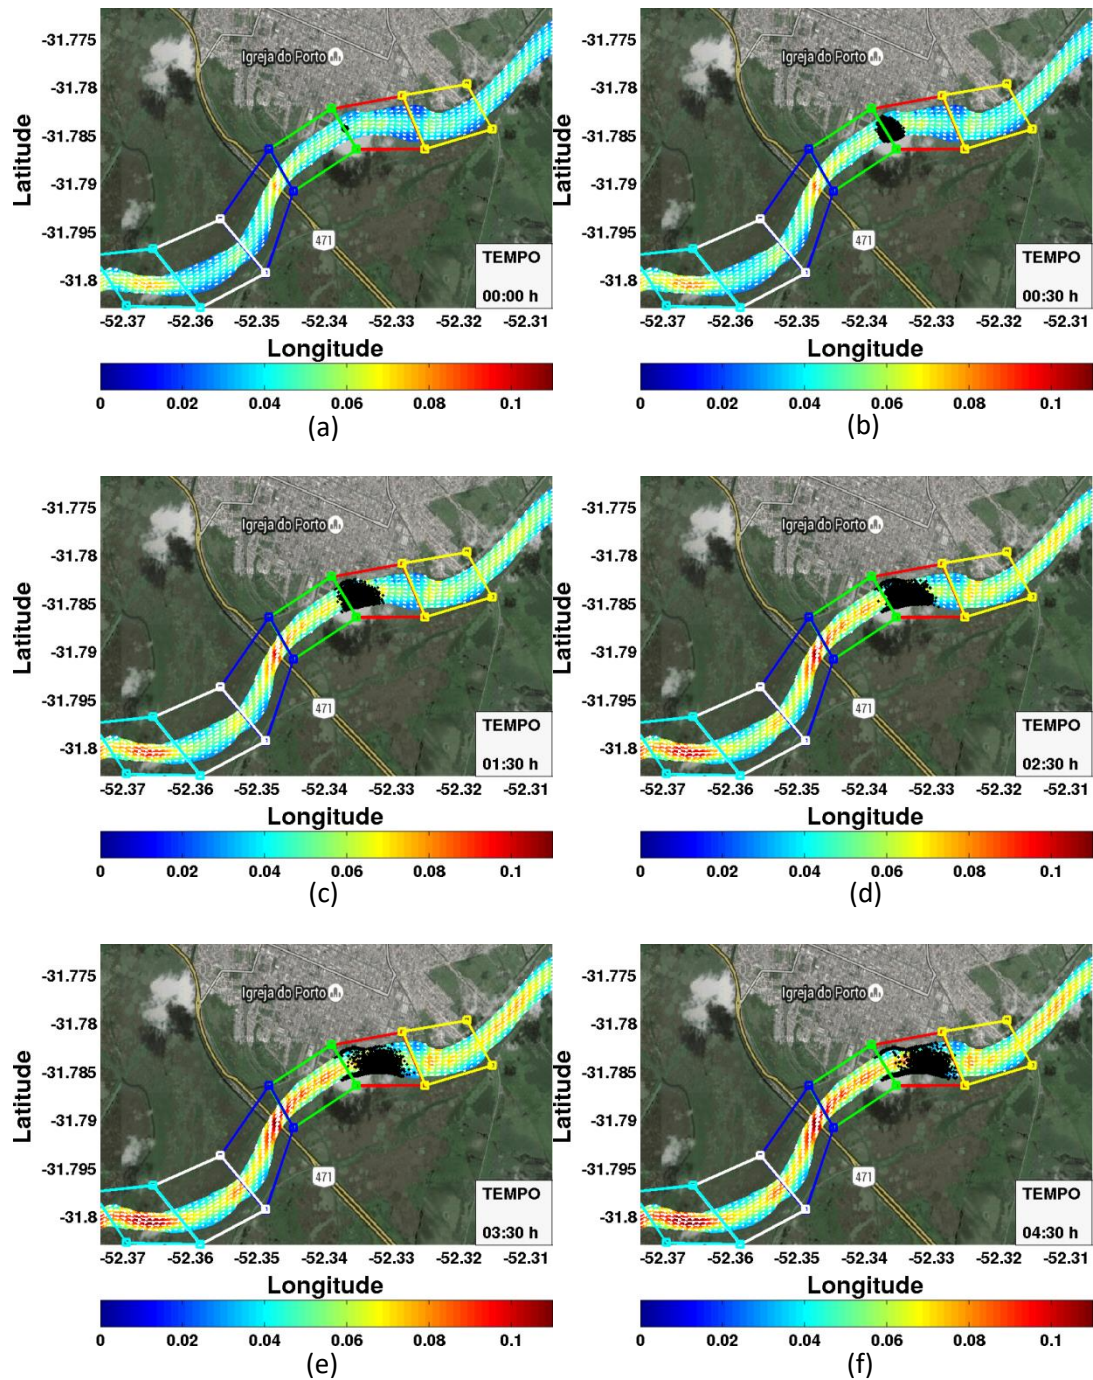 -31.775
-31.78
-31.785
-31.79
-31.795
-31.8
Latitude
Igreja do Porto
471
TEMPO
00:00 h
-52.37 -52.36 -52.35 -52.34 -52.33 -52.32 -52.31
Longitude
0 0.02 0.04 0.06 0.08 0.1
(a)
-31.775
-31.78
-31.785
-31.79
-31.795
-31.8
Latitude
Igreja do Porto
471
TEMPO
00:30 h
-52.37 -52.36 -52.35 -52.34 -52.33 -52.32 -52.31
Longitude
0 0.02 0.04 0.06 0.08 0.1
(b)
-31.775
-31.78
-31.785
-31.79
-31.795
-31.8
Latitude
Igreja do Porto
471
TEMPO
01:30 h
-52.37 -52.36 -52.35 -52.34 -52.33 -52.32 -52.31
Longitude
0 0.02 0.04 0.06 0.08 0.1
(c)
-31.775
-31.78
-31.785
-31.79
-31.795
-31.8
Latitude
Igreja do Porto
471
TEMPO
02:30 h
-52.37 -52.36 -52.35 -52.34 -52.33 -52.32 -52.31
Longitude
0 0.02 0.04 0.06 0.08 0.1
(d)
-31.775
-31.78
-31.785
-31.79
-31.795
-31.8
Latitude
Igreja do Porto
471
TEMPO
03:30 h
-52.37 -52.36 -52.35 -52.34 -52.33 -52.32 -52.31
Longitude
0 0.02 0.04 0.06 0.08 0.1
(e)
-31.775
-31.78
-31.785
-31.79
-31.795
-31.8
Latitude
Igreja do Porto
471
TEMPO
04:30 h
-52.37 -52.36 -52.35 -52.34 -52.33 -52.32 -52.31
Longitude
0 0.02 0.04 0.06 0.08 0.1
(f)